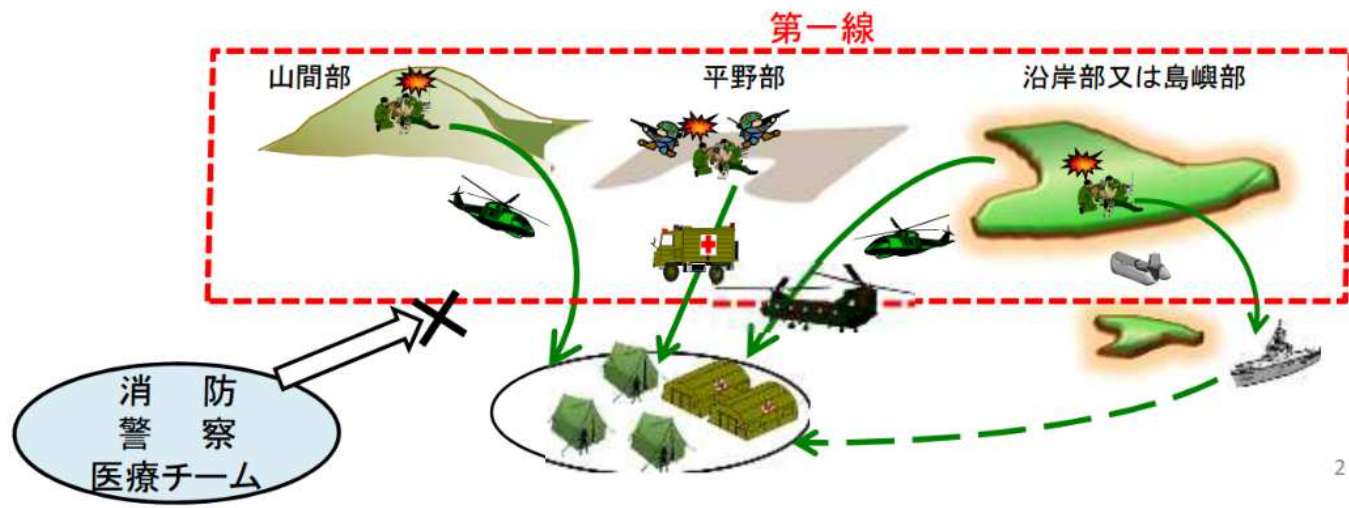 第一線
山間部
平野部
沿岸部又は島嶼部
消 防
警 察
医療チーム
2